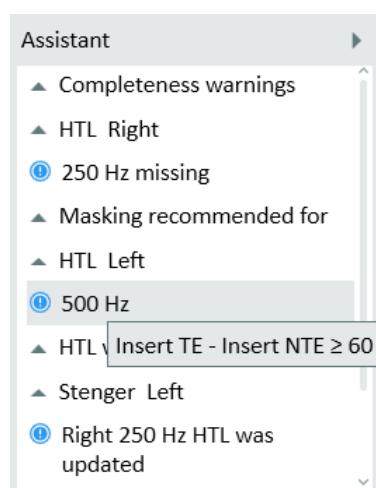 Assistant
Completeness warnings
HTL Right
250 Hz missing
Masking recommended for
HTL Left
500 Hz
HTL
Insert TE - Insert NTE ≥ 60
Stenger Left
Right 250 Hz HTL was
updated